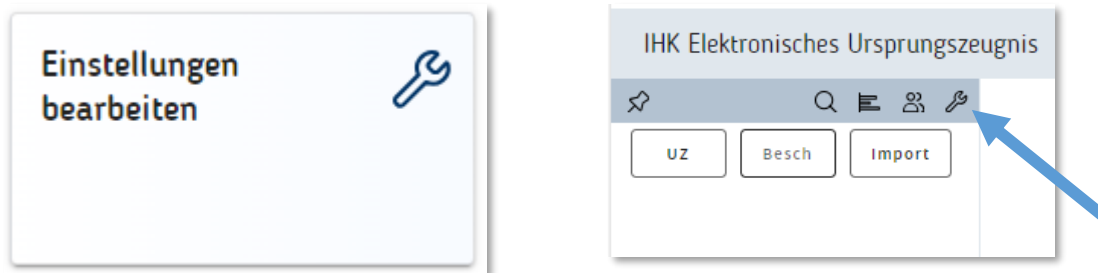 Einstellungen
bearbeiten
IHK Elektronisches Ursprungszeugnis
UZ Besch Import